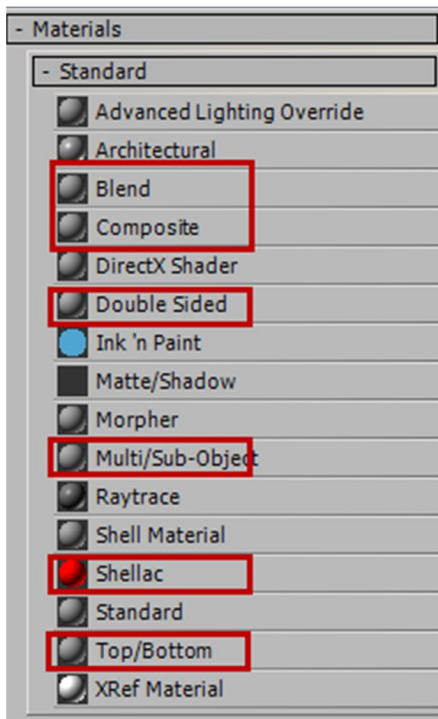 - Materials
- Standard
Advanced Lighting Override
Architectural
Blend
Composite
DirectX Shader
Double Sided
Ink 'n Paint
Matte/Shadow
Morpher
Multi/Sub-Object
Raytrace
Shell Material
Shellac
Standard
Top/Bottom
XRef Material